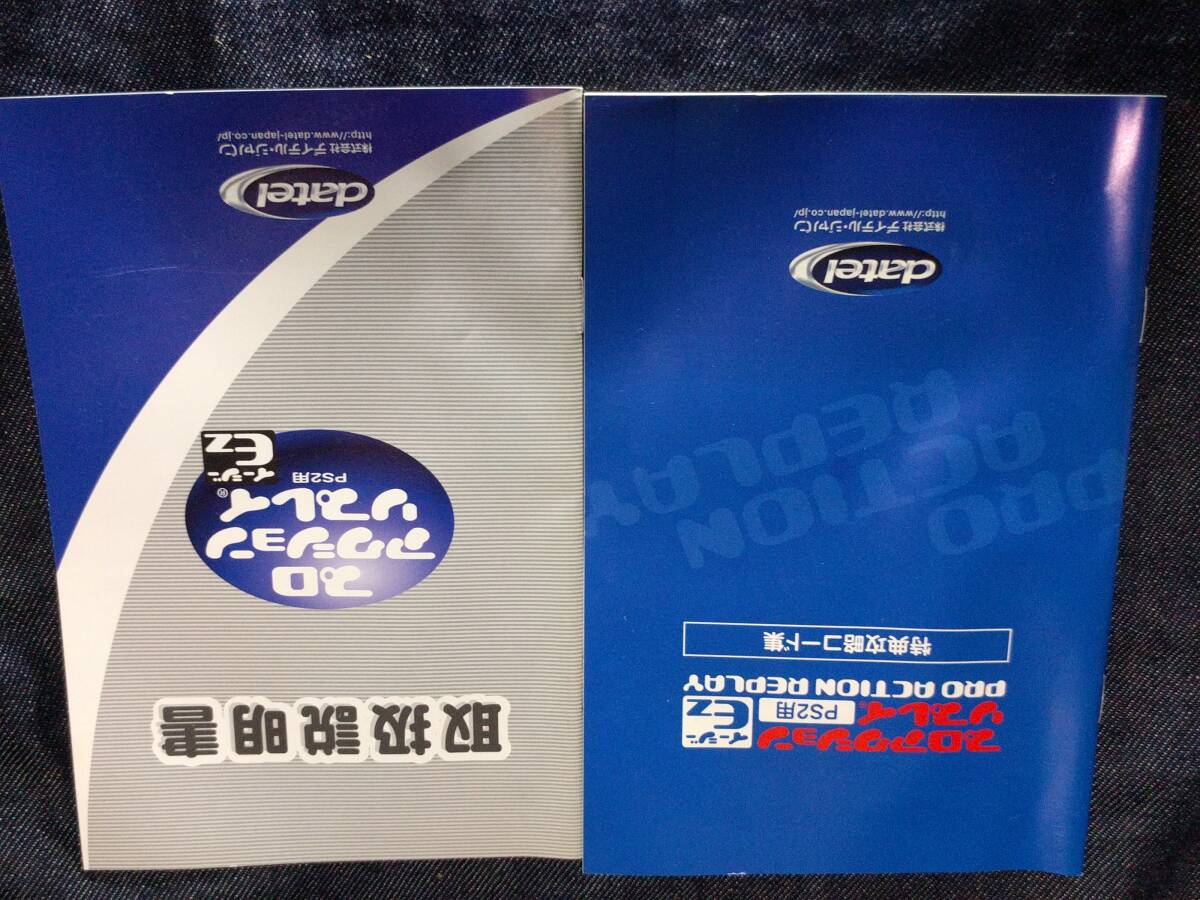 取扱説明書
プロ
アクション
リプレイ®
PS2用
イージー
EZ
datel
株式会社デイテル・ジャパン
http://www.datel-japan.co.jp/
プロアクション
リプレイ®
PS2用
イージー
EZ
PRO ACTION REPLAY
特典攻略コード集
PRO
ACTION
REPLAY
datel
株式会社デイテル・ジャパン
http://www.datel-japan.co.jp/